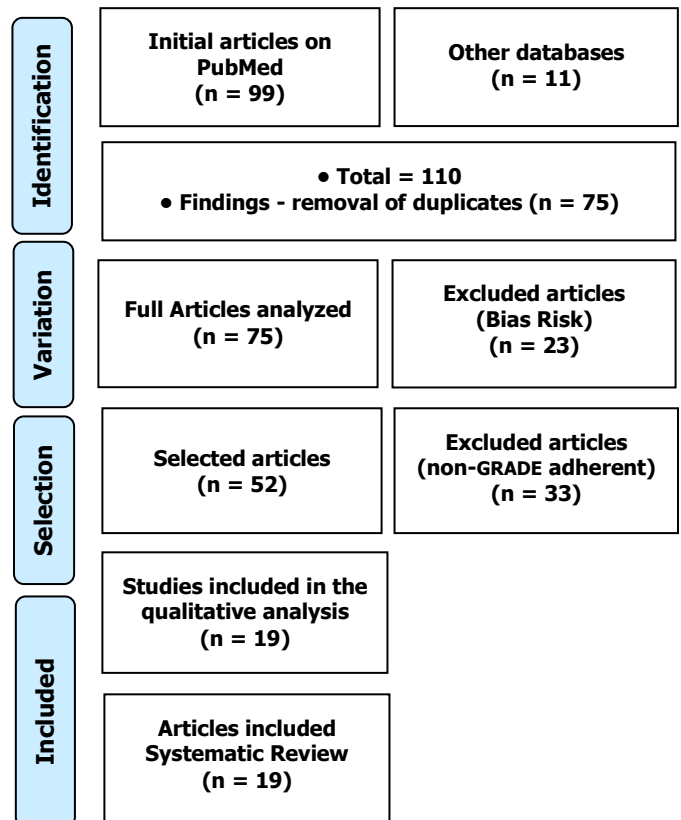 Identification
Initial articles on
PubMed
(n = 99)
Other databases
(n = 11)
● Total = 110
● Findings - removal of duplicates (n = 75)
Variation
Full Articles analyzed
(n = 75)
Excluded articles
(Bias Risk)
(n = 23)
Selection
Selected articles
(n = 52)
Excluded articles
(non-GRADE adherent)
(n = 33)
Studies included in the
qualitative analysis
(n = 19)
Included
Articles included
Systematic Review
(n = 19)